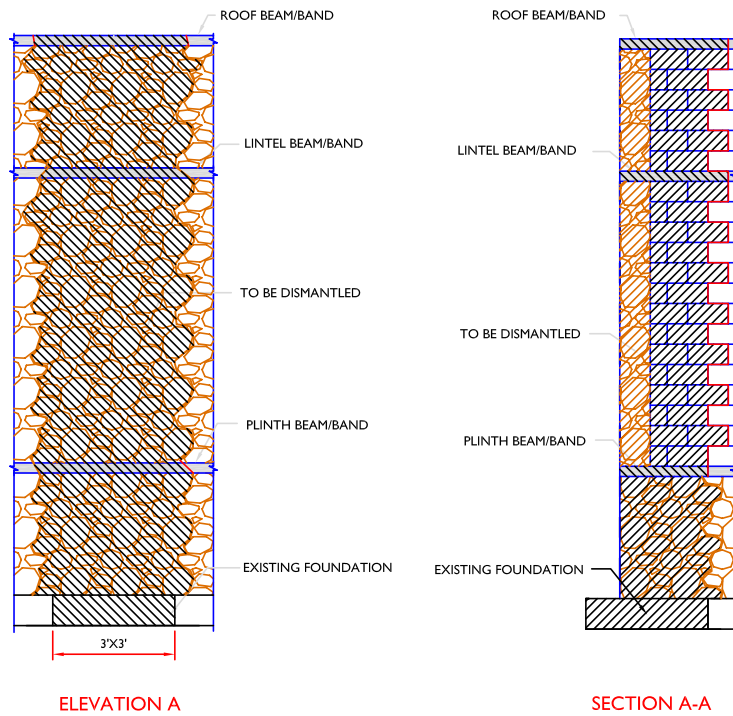 ROOF BEAM/BAND
LINTEL BEAM/BAND
TO BE DISMANTLED
PLINTH BEAM/BAND
EXISTING FOUNDATION
3'X3'
ELEVATION A
ROOF BEAM/BAND
LINTEL BEAM/BAND
TO BE DISMANTLED
PLINTH BEAM/BAND
EXISTING FOUNDATION
SECTION A-A